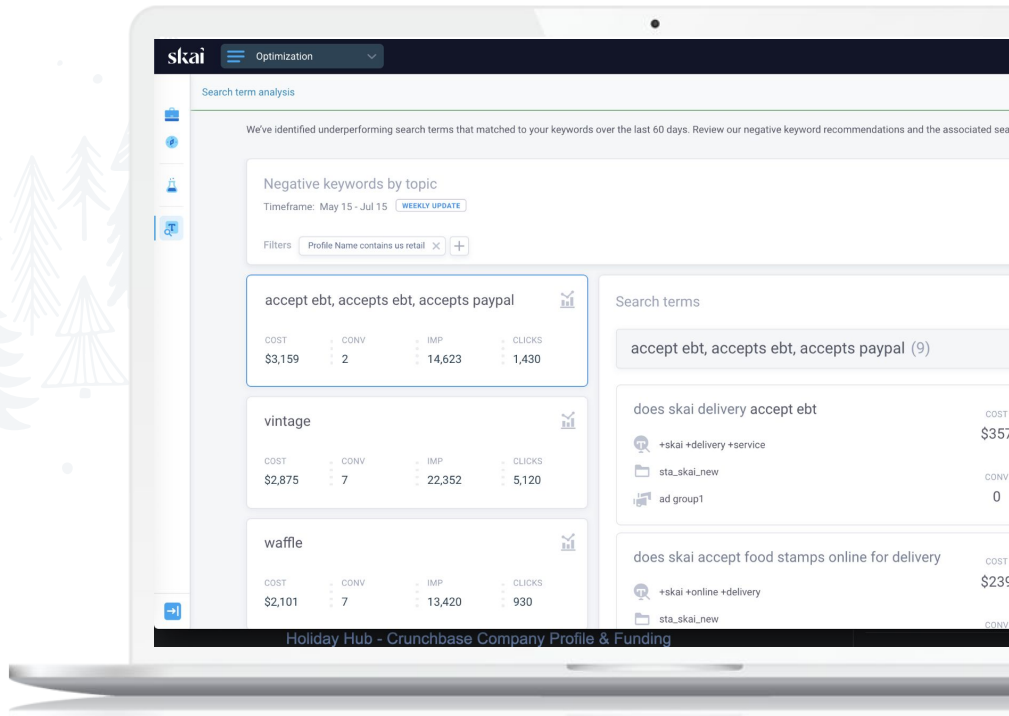 skai
Optimization
Search term analysis
We've identified underperforming search terms that matched to your keywords over the last 60 days. Review our negative keyword recommendations and the associated sea
Negative keywords by topic
Timeframe: May 15 - Jul 15 WEEKLY UPDATE
Filters Profile Name contains us retail
accept ebt, accepts ebt, accepts paypal
COST CONV IMP CLICKS
$3,159 2 14,623 1,430
vintage
COST CONV IMP CLICKS
$2,875 7 22,352 5,120
waffle
COST CONV IMP CLICKS
$2,101 7 13,420 930
Search terms
accept ebt, accepts ebt, accepts paypal (9)
does skai delivery accept ebt
COST
$357
+skai +delivery +service
sta_skai_new
CONV
0
ad group1
does skai accept food stamps online for delivery
COST
$239
+skai +online +delivery
sta_skai_new
CONV
Holiday Hub - Crunchbase Company Profile & Funding